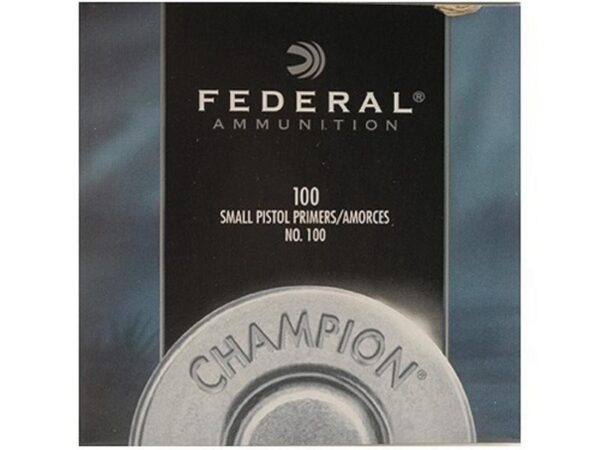 FEDERAL®
AMMUNITION
100
SMALL PISTOL PRIMERS/AMORCES
NO. 100
CHAMPION®